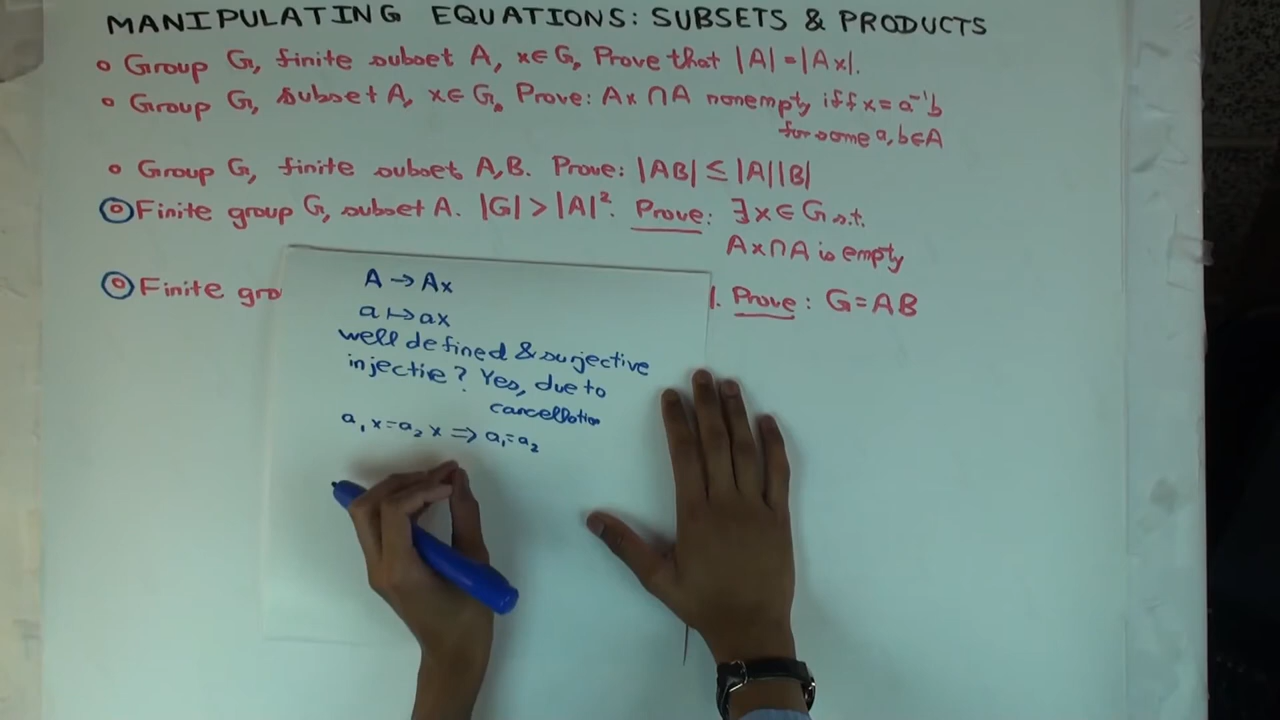 MANIPULATING EQUATIONS: SUBSETS & PRODUCTS
o Group G, finite subset A, x∈G, Prove that |A|=|Ax|.
o Group G, subset A, x∈G. Prove: Ax∩A nonempty iff x=a⁻¹b
for some a,b∈A
o Group G, finite subset A,B. Prove: |AB| ≤ |A||B|
Finite group G, subset A. |G| > |A|². Prove: ∃x∈G s.t.
Ax∩A is empty
Finite gro 1. Prove: G=AB
A → Ax
a ↦ ax
well defined & surjective
injectie? Yes, due to
cancellation
a₁x=a₂x ⇒ a₁=a₂